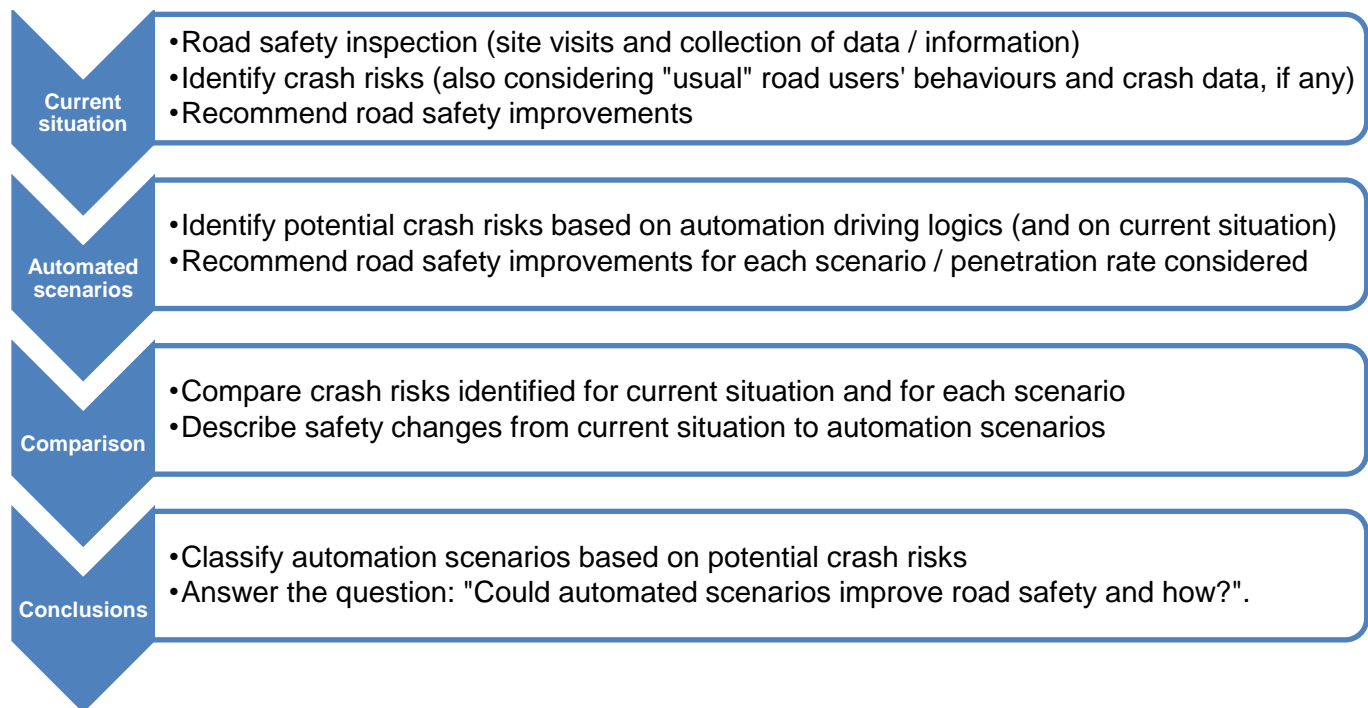 Current
situation
•Road safety inspection (site visits and collection of data / information)
•Identify crash risks (also considering "usual" road users' behaviours and crash data, if any)
•Recommend road safety improvements
Automated
scenarios
•Identify potential crash risks based on automation driving logics (and on current situation)
•Recommend road safety improvements for each scenario / penetration rate considered
Comparison
•Compare crash risks identified for current situation and for each scenario
•Describe safety changes from current situation to automation scenarios
Conclusions
•Classify automation scenarios based on potential crash risks
•Answer the question: "Could automated scenarios improve road safety and how?".